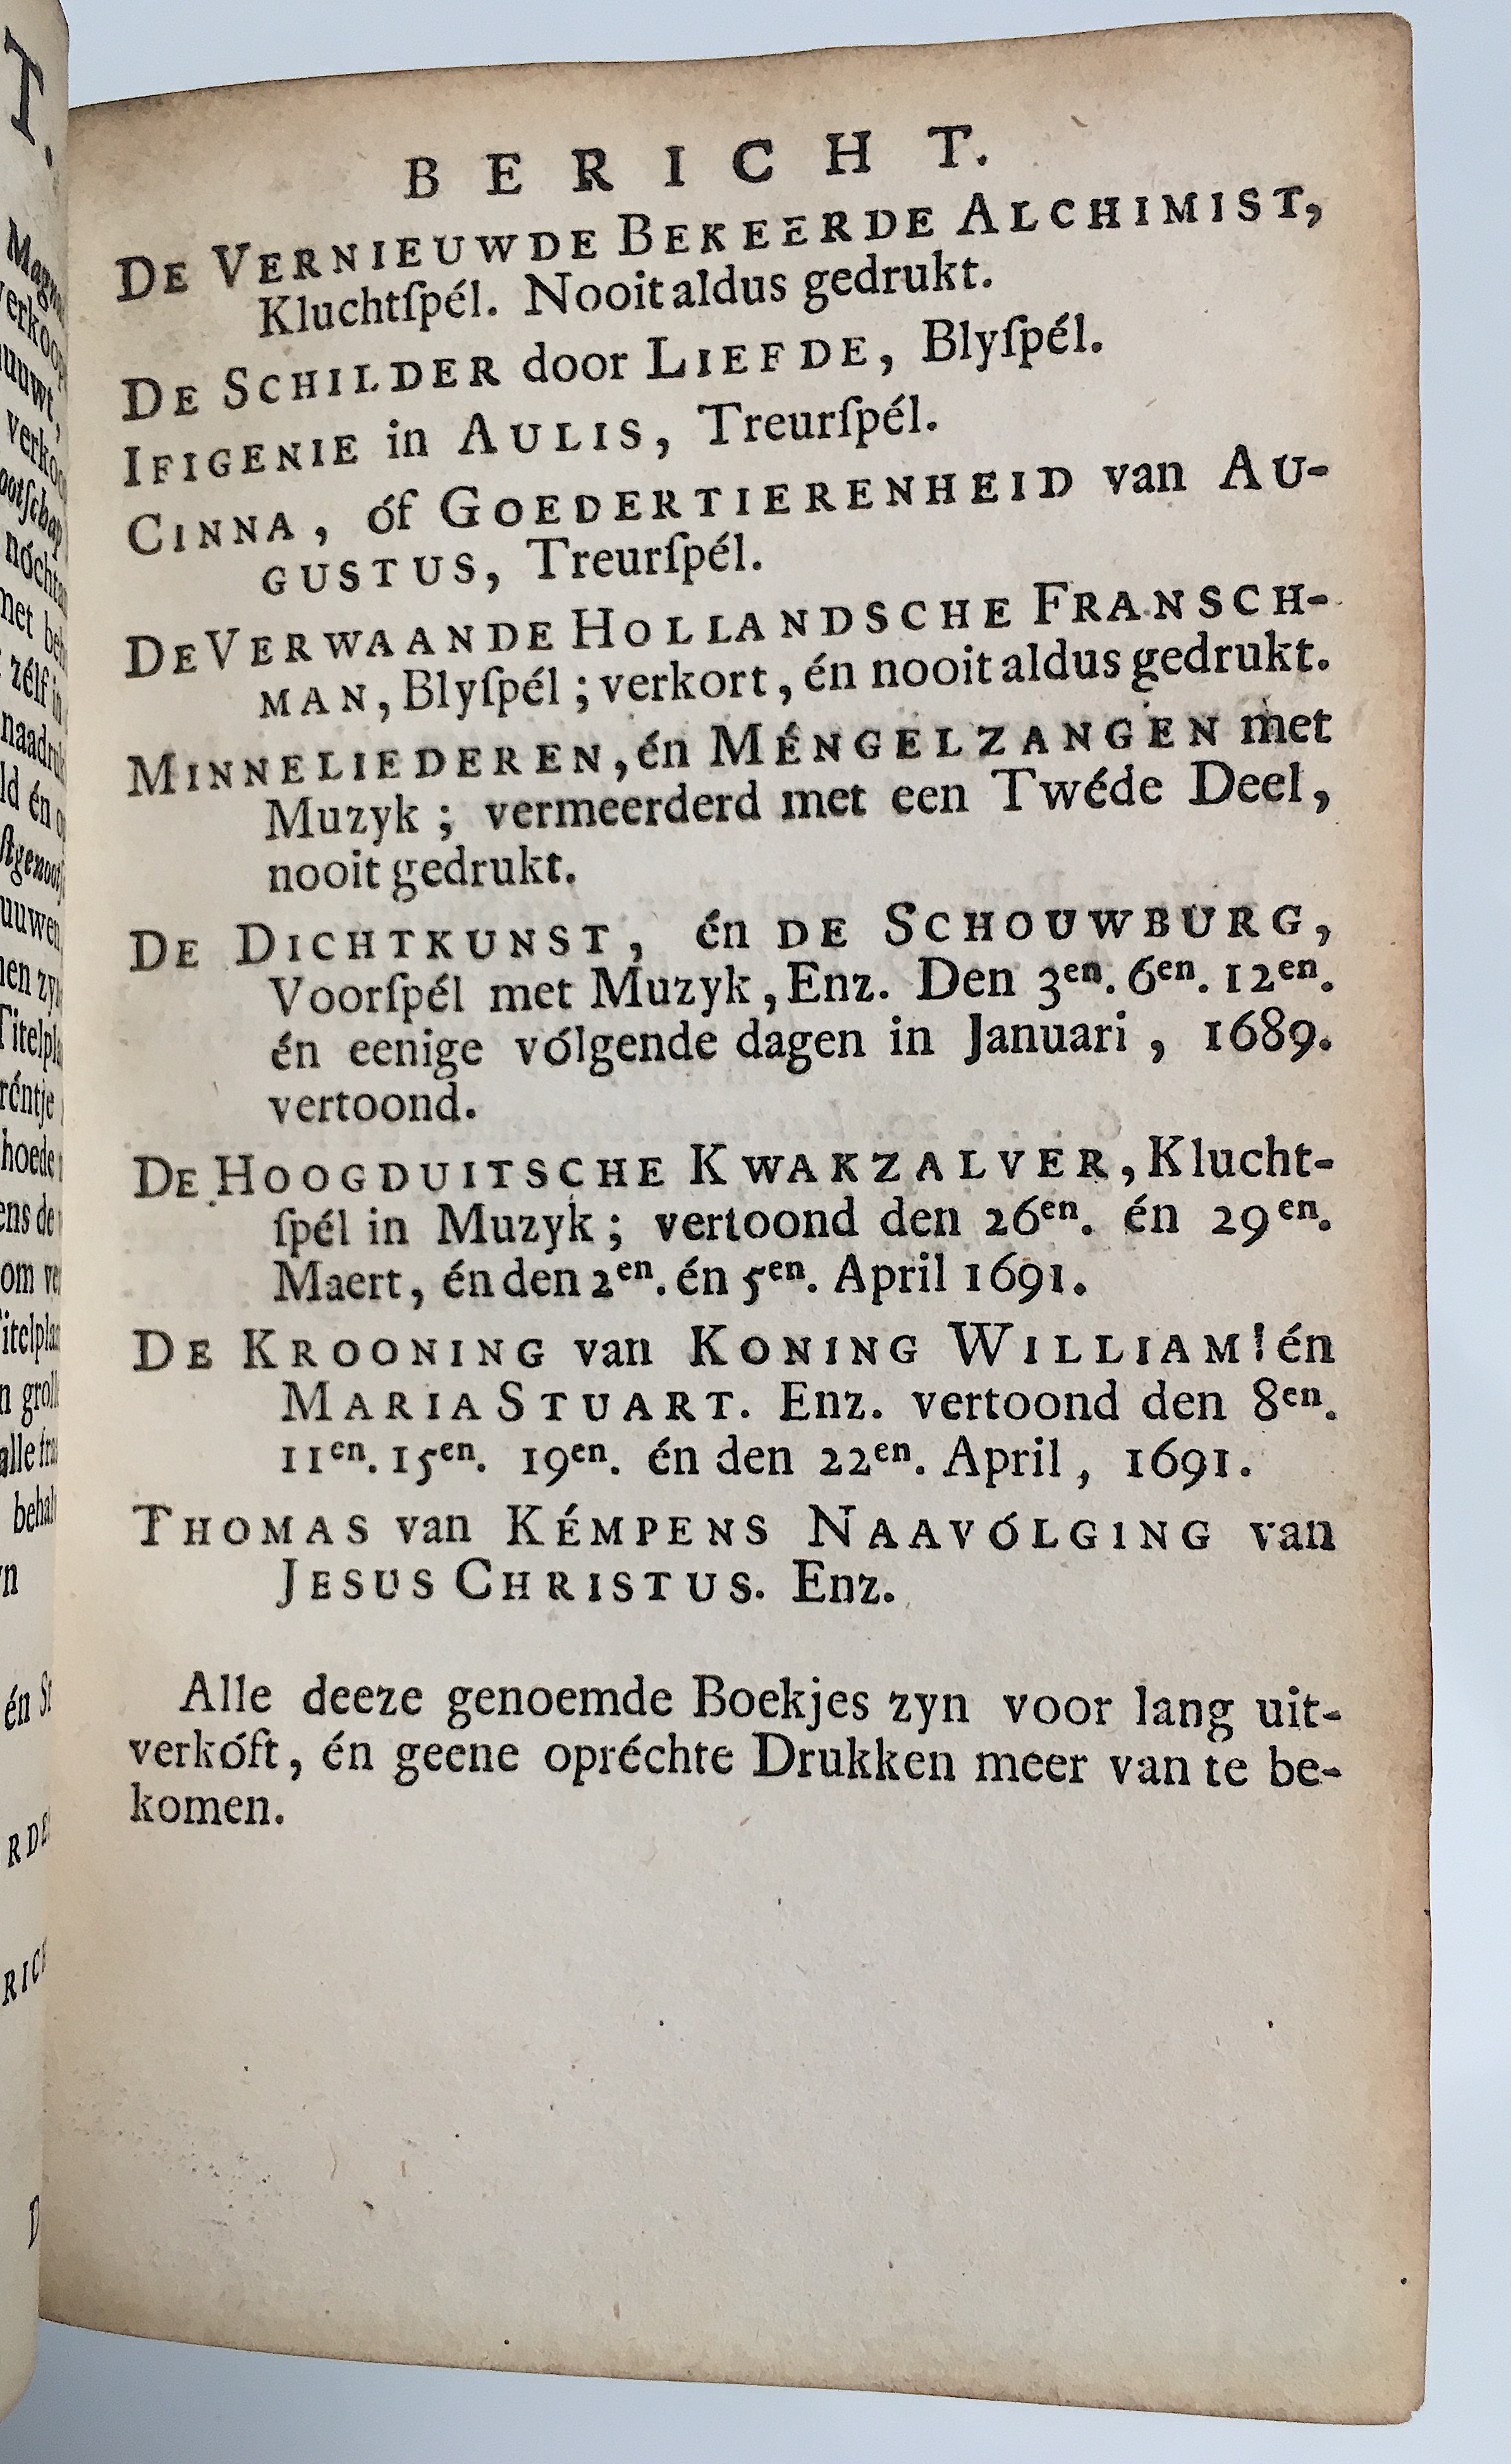 BERICHT.
DE VERNIEUWDE BEKEERDE ALCHIMIST,
Kluchtſpél. Nooit aldus gedrukt.
DE SCHILDER door LIEFDE, Blyſpél.
IFIGENIE in AULIS, Treurſpél.
CINNA, óf GOEDERTIERENHEID van AU-
GUSTUS, Treurſpél.
DE VERWAANDE HOLLANDSCHE FRANSCH-
MAN, Blyſpél; verkort, én nooit aldus gedrukt.
MINNELIEDEREN, én MÉNGELZANGEN met
Muzyk; vermeerderd met een Twéde Deel,
nooit gedrukt.
DE DICHTKUNST, én DE SCHOUWBURG,
Voorſpél met Muzyk, Enz. Den 3en. 6en. 12en.
én eenige vólgende dagen in Januari, 1689.
vertoond.
DE HOOGDUITSCHE KWAKZALVER, Klucht-
ſpél in Muzyk; vertoond den 26en. én 29en.
Maert, én den 2en. én 5en. April 1691.
DE KROONING van KONING WILLIAM! én
MARIA STUART. Enz. vertoond den 8en.
11en. 15en. 19en. én den 22en. April, 1691.
THOMAS van KÉMPENS NAAVÓLGING van
JESUS CHRISTUS. Enz.
Alle deeze genoemde Boekjes zyn voor lang uit-
verkóft, én geene opréchte Drukken meer van te be-
komen.